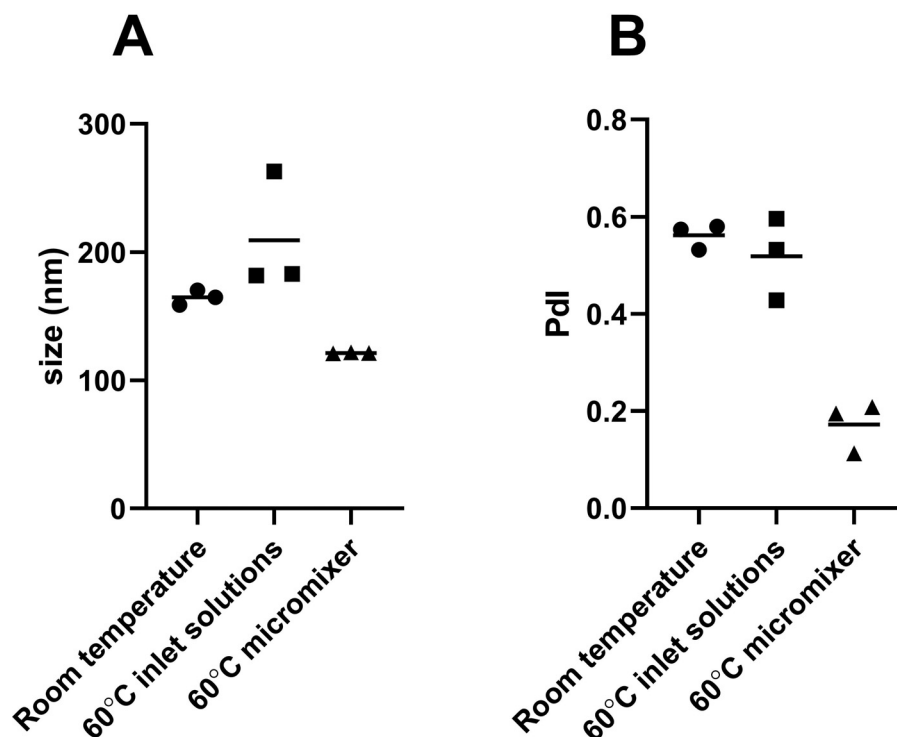 A
300
200
100
0
size (nm)
Room temperature
60°C inlet solutions
60°C micromixer
B
0.8
0.6
0.4
0.2
0.0
PdI
Room temperature
60°C inlet solutions
60°C micromixer